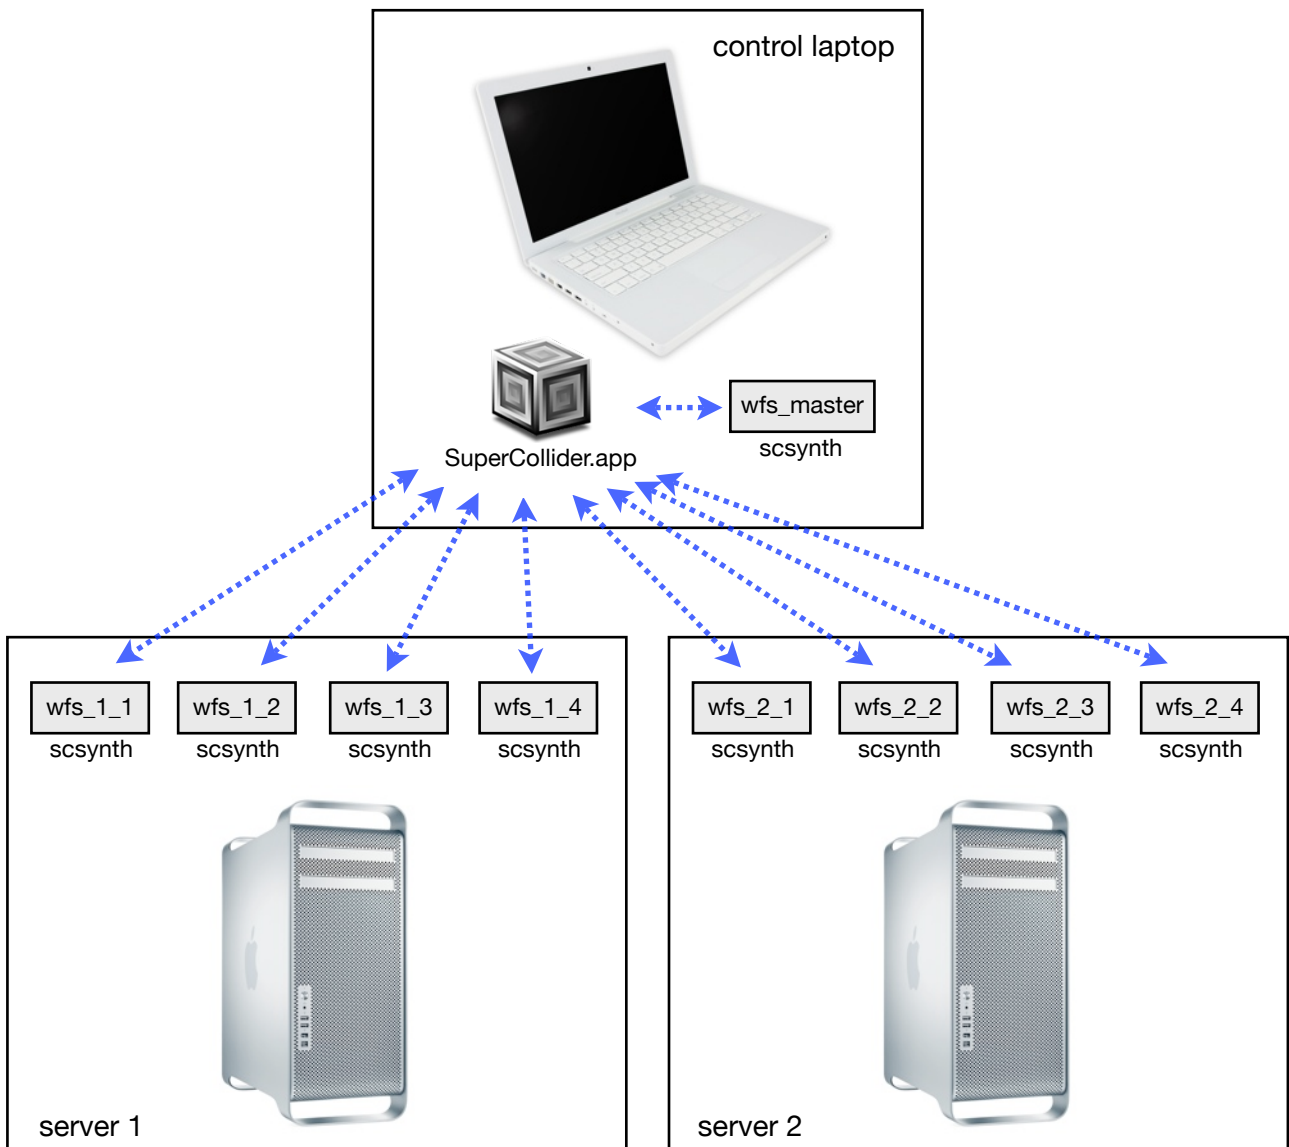 control laptop
wfs_master
scsynth
SuperCollider.app
wfs_1_1
wfs_1_2
wfs_1_3
wfs_1_4
wfs_2_1
wfs_2_2
wfs_2_3
wfs_2_4
scsynth
scsynth
scsynth
scsynth
scsynth
scsynth
scsynth
scsynth
server 1
server 2